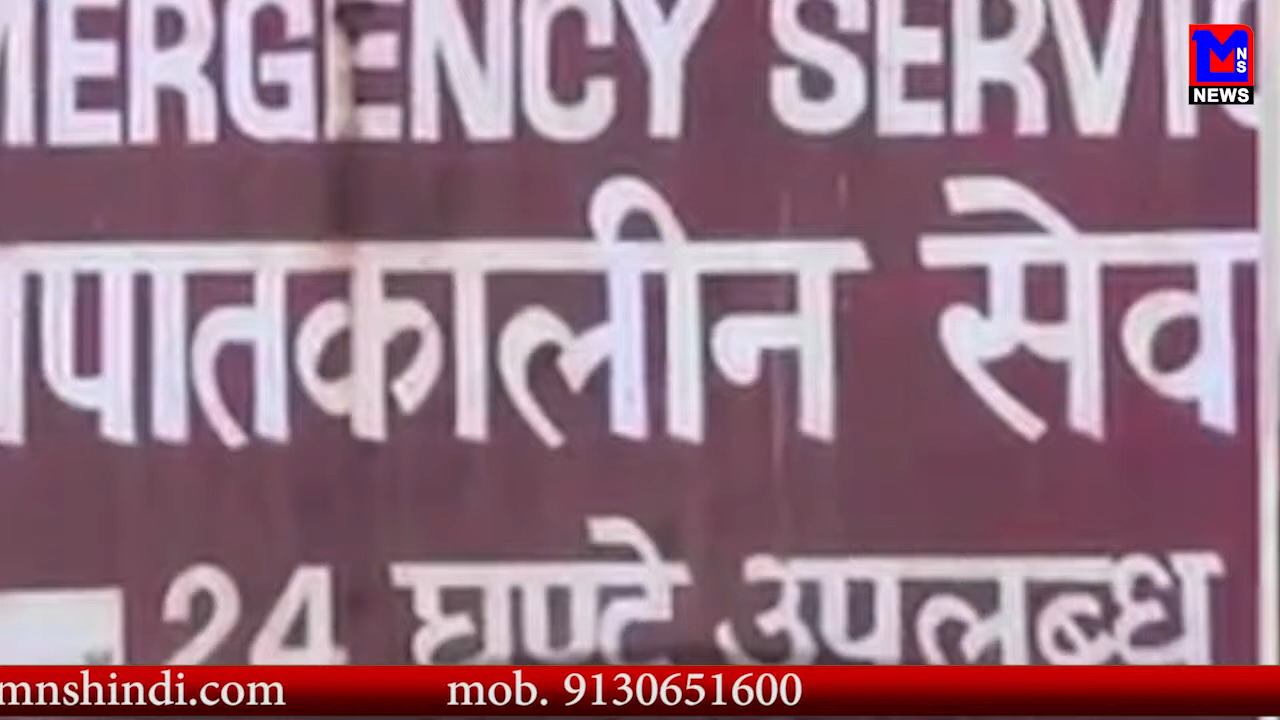 MERGENCY SERVIC
पातकालीन सेव
24 घण्टे उपलब्ध
MNS
NEWS
mnshindi.com mob. 9130651600